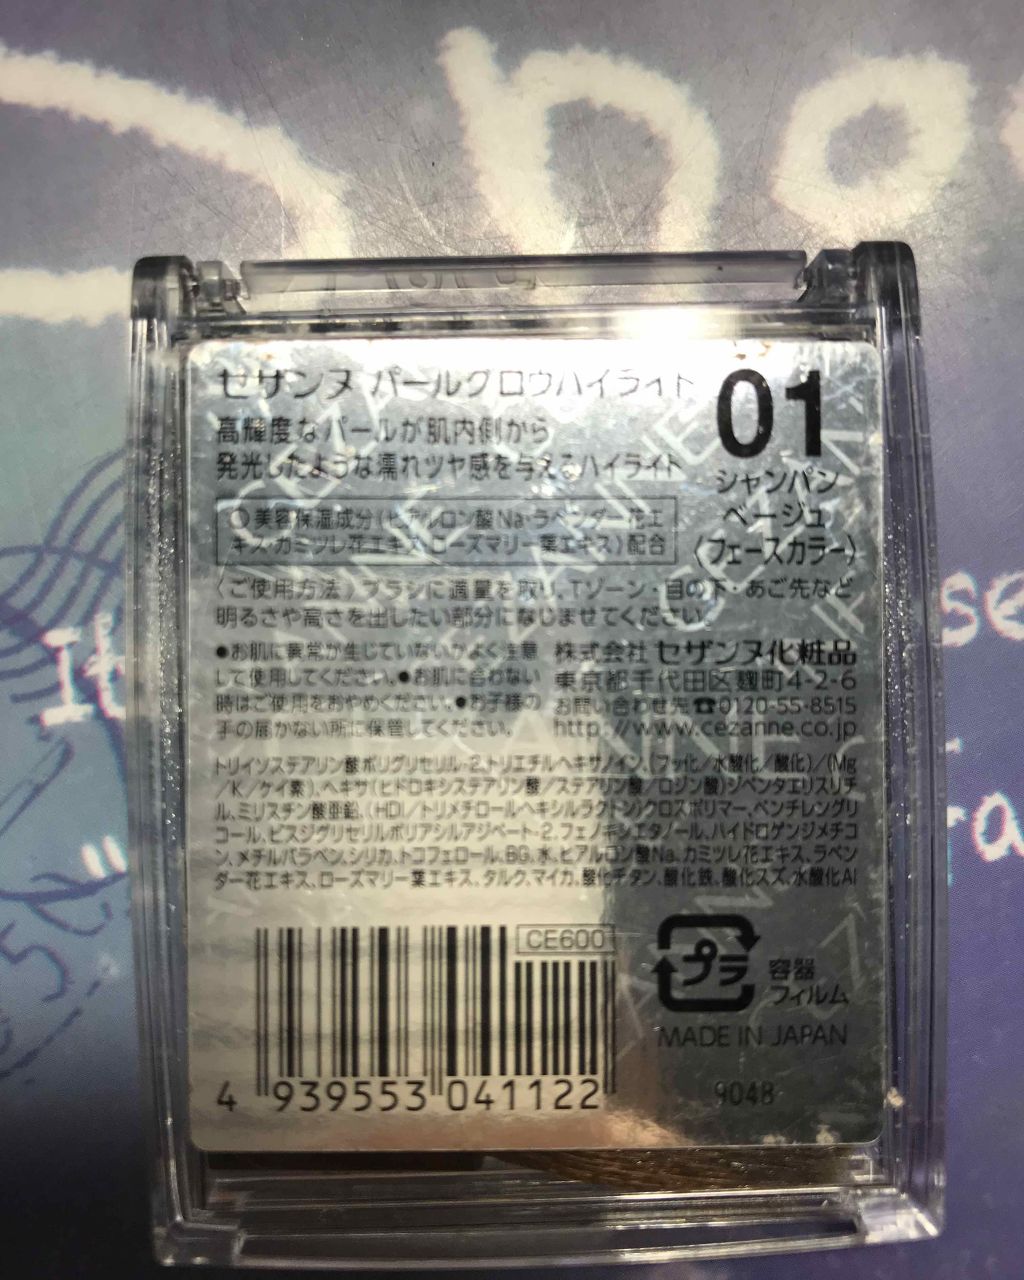 セザンヌ パールグロウハイライト
高輝度なパールが肌内側から
発光したような濡れツヤ感を与えるハイライト
01
シャンパン
ベージュ
〈フェースカラー〉
○美容保湿成分(ヒアルロン酸Na・ラベンダー花エ
キス・カミツレ花エキス・ローズマリー葉エキス)配合
〈ご使用方法〉ブラシに適量を取り、Tゾーン・目の下・あご先など
明るさや高さを出したい部分になじませてください。
●お肌に異常が生じていないかよく注意
して使用してください。●お肌に合わない
時はご使用をおやめください。●お子様の
手の届かない所に保管してください。
株式会社 セザンヌ化粧品
東京都千代田区麹町4-2-6
お問い合わせ先 ☎0120-55-8515
http://www.cezanne.co.jp
トリイソステアリン酸ポリグリセリル-2、トリエチルヘキサノイン、(フッ化/水酸化/酸化)/(Mg
/K/ケイ素)、ヘキサ(ヒドロキシステアリン酸/ステアリン酸/ロジン酸)ジペンタエリスリチ
ル、ミリスチン酸亜鉛、(HDI/トリメチロールヘキシルラクトン)クロスポリマー、ペンチレングリ
コール、ビスジグリセリルポリアシルアジペート-2、フェノキシエタノール、ハイドロゲンジメチコ
ン、メチルパラベン、シリカ、トコフェロール、BG、水、ヒアルロン酸Na、カミツレ花エキス、ラベン
ダー花エキス、ローズマリー葉エキス、タルク、マイカ、酸化チタン、酸化鉄、酸化スズ、水酸化Al
CE600
4 939553 041122
プラ
容器
フィルム
MADE IN JAPAN
9048